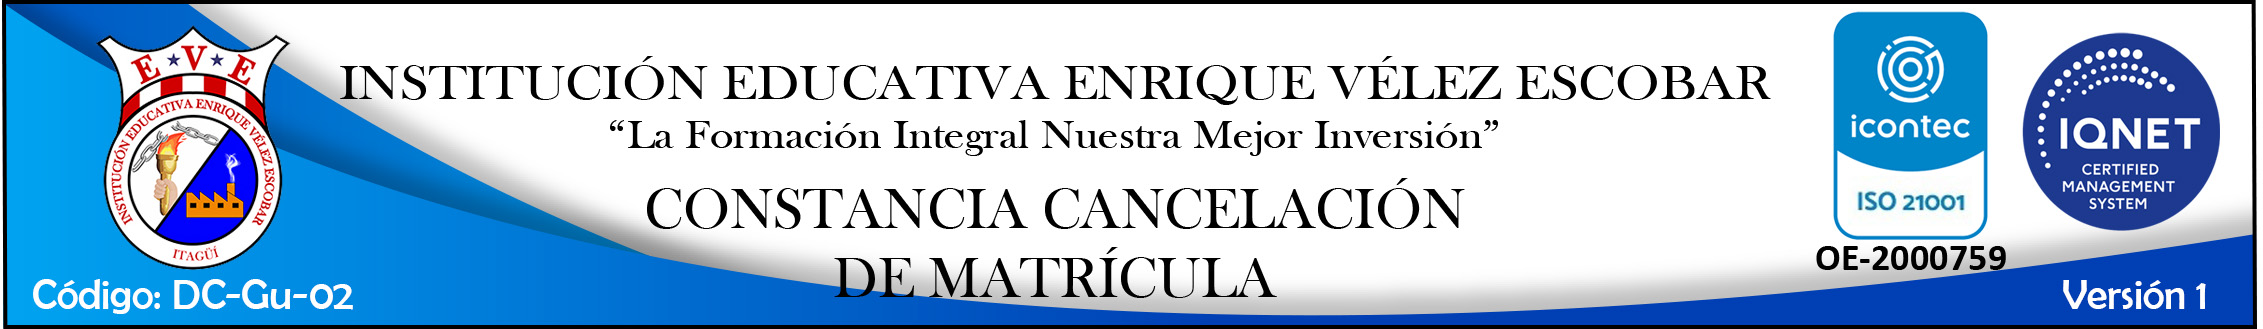 E V E
INSTITUCIÓN EDUCATIVA ENRIQUE VÉLEZ ESCOBAR
ITAGÜÍ
Código: DC-Gu-02
INSTITUCIÓN EDUCATIVA ENRIQUE VÉLEZ ESCOBAR
“La Formación Integral Nuestra Mejor Inversión”
CONSTANCIA CANCELACIÓN
DE MATRÍCULA
icontec
ISO 21001
OE-2000759
IQNET
CERTIFIED
MANAGEMENT
SYSTEM
Versión 1